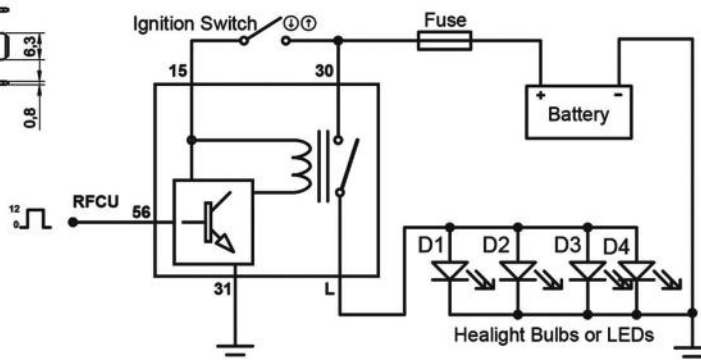 Ignition Switch
Fuse
6,3
0,8
15
30
+ -
Battery
12
0
RFCU
56
D1 D2 D3 D4
31
L
Healight Bulbs or LEDs